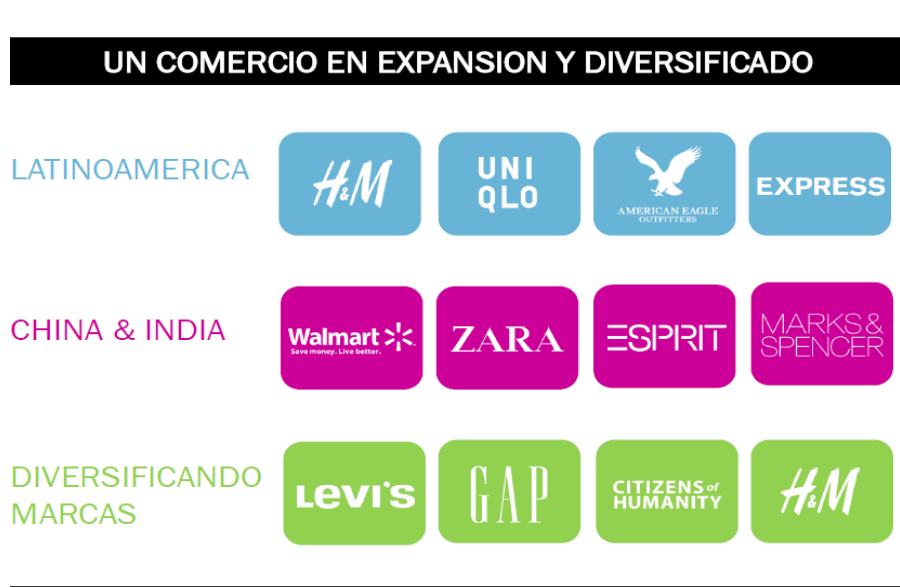 UN COMERCIO EN EXPANSION Y DIVERSIFICADO
LATINOAMERICA
H&M
UNI
QLO
AMERICAN EAGLE
OUTFITTERS
EXPRESS
CHINA & INDIA
Walmart
Save money. Live better.
ZARA
ESPRIT
MARKS&
SPENCER
DIVERSIFICANDO
MARCAS
LEVI'S
GAP
CITIZENS of
HUMANITY
H&M